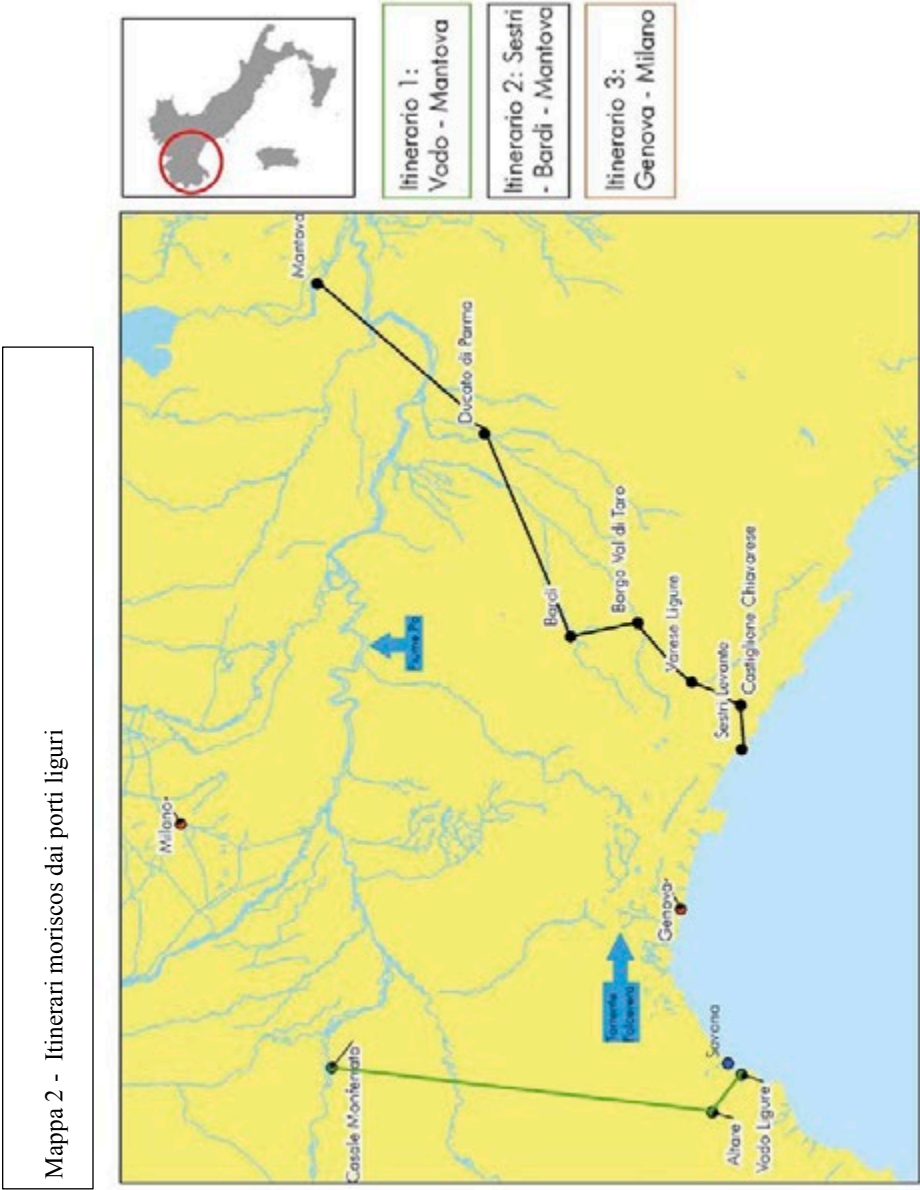 Mappa 2 - Itinerari moriscos dai porti liguri
Itinerario 1:
Vado - Mantova
Itinerario 2: Sestri
- Bardi - Mantova
Itinerario 3:
Genova - Milano
Milano
Mantova
Casale Monferrato
Fiume Po
Ducato di Parma
Bardi
Borgo Val di Taro
Varese Ligure
Sestri Levante
Castiglione Chiavarese
Torrente
Polcevera
Genova
Savona
Altare
Vado Ligure